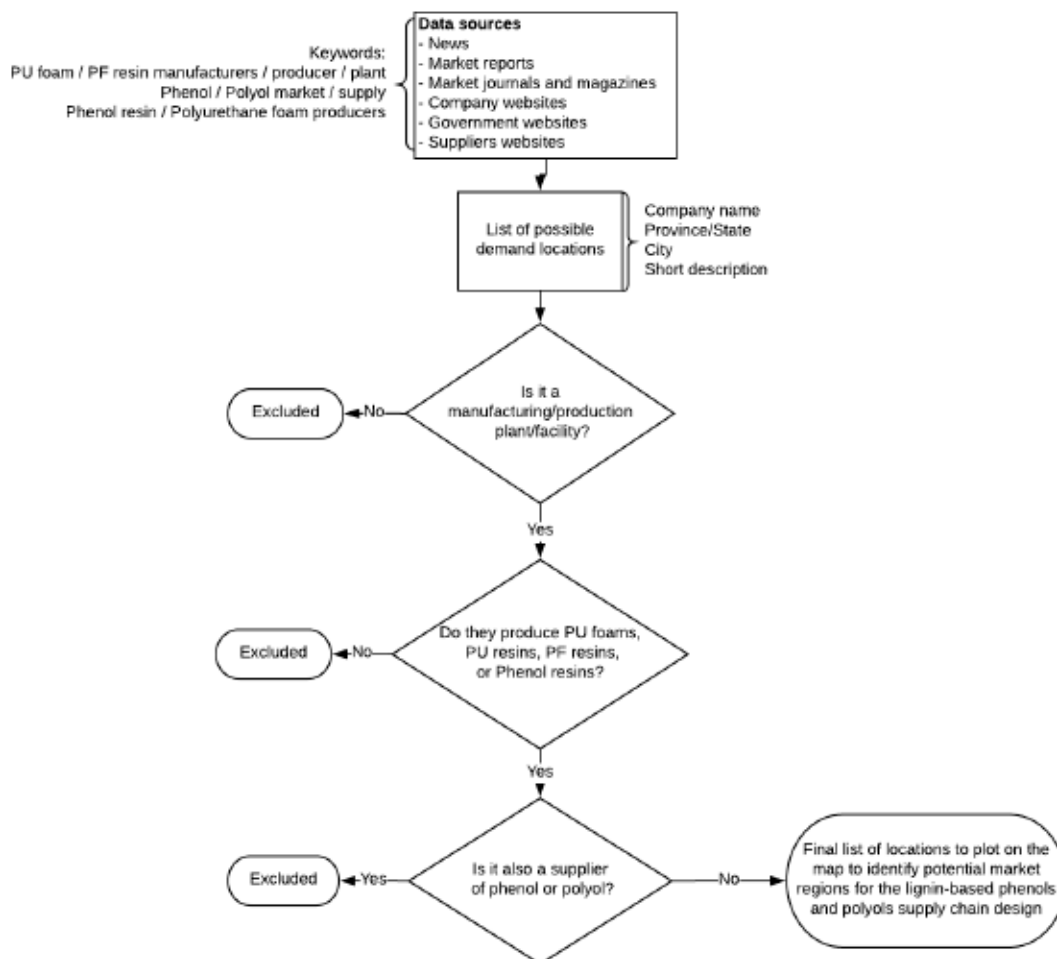 Keywords:
PU foam / PF resin manufacturers / producer / plant
Phenol / Polyol market / supply
Phenol resin / Polyurethane foam producers
Data sources
- News
- Market reports
- Market journals and magazines
- Company websites
- Government websites
- Suppliers websites
List of possible
demand locations
Company name
Province/State
City
Short description
Is it a
manufacturing/production
plant/facility?
No
Excluded
Yes
Do they produce PU foams,
PU resins, PF resins,
or Phenol resins?
No
Excluded
Yes
Is it also a supplier
of phenol or polyol?
Yes
Excluded
No
Final list of locations to plot on the
map to identify potential market
regions for the lignin-based phenols
and polyols supply chain design